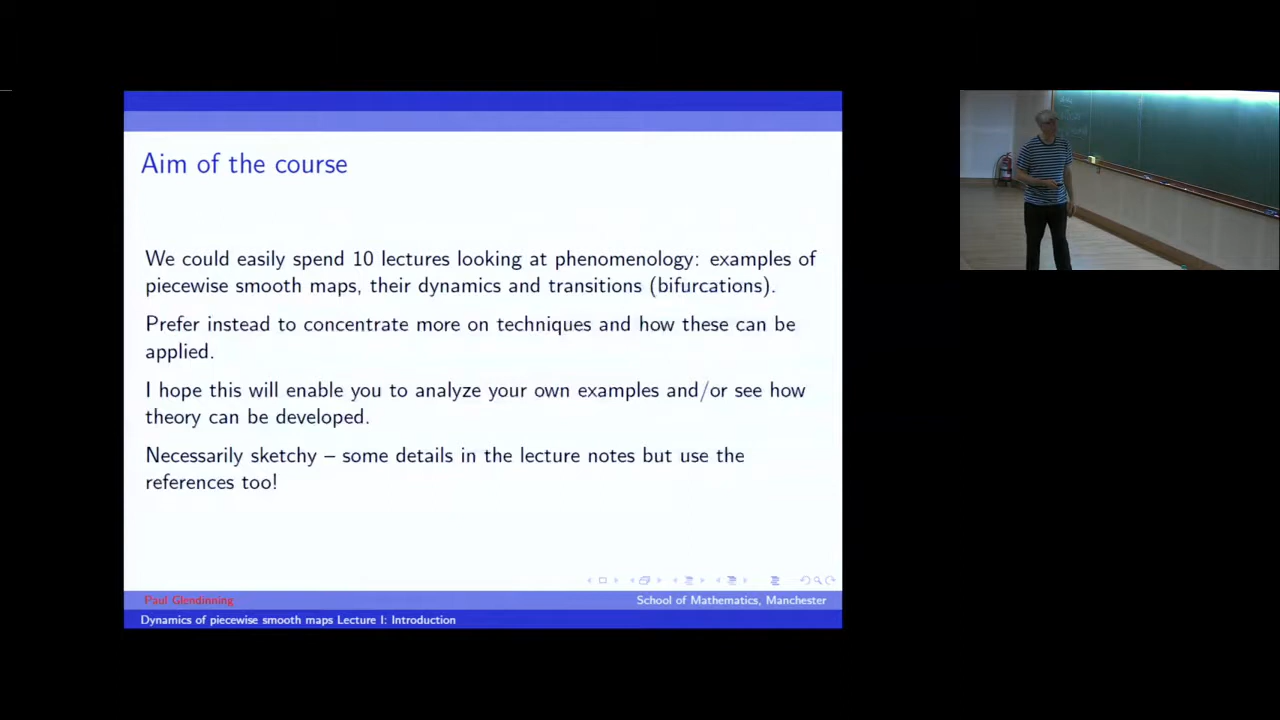 Aim of the course
We could easily spend 10 lectures looking at phenomenology: examples of
piecewise smooth maps, their dynamics and transitions (bifurcations).
Prefer instead to concentrate more on techniques and how these can be
applied.
I hope this will enable you to analyze your own examples and/or see how
theory can be developed.
Necessarily sketchy – some details in the lecture notes but use the
references too!
Paul Glendinning
School of Mathematics, Manchester
Dynamics of piecewise smooth maps Lecture I: Introduction